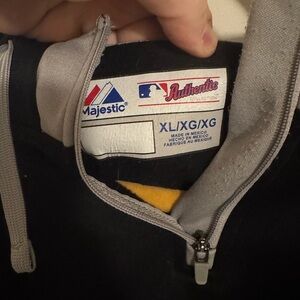 Majestic®
Authentic
XL/XG/XG
MADE IN MEXICO
HECHO EN MEXICO
FABRIQUÉ AU MEXIQUE